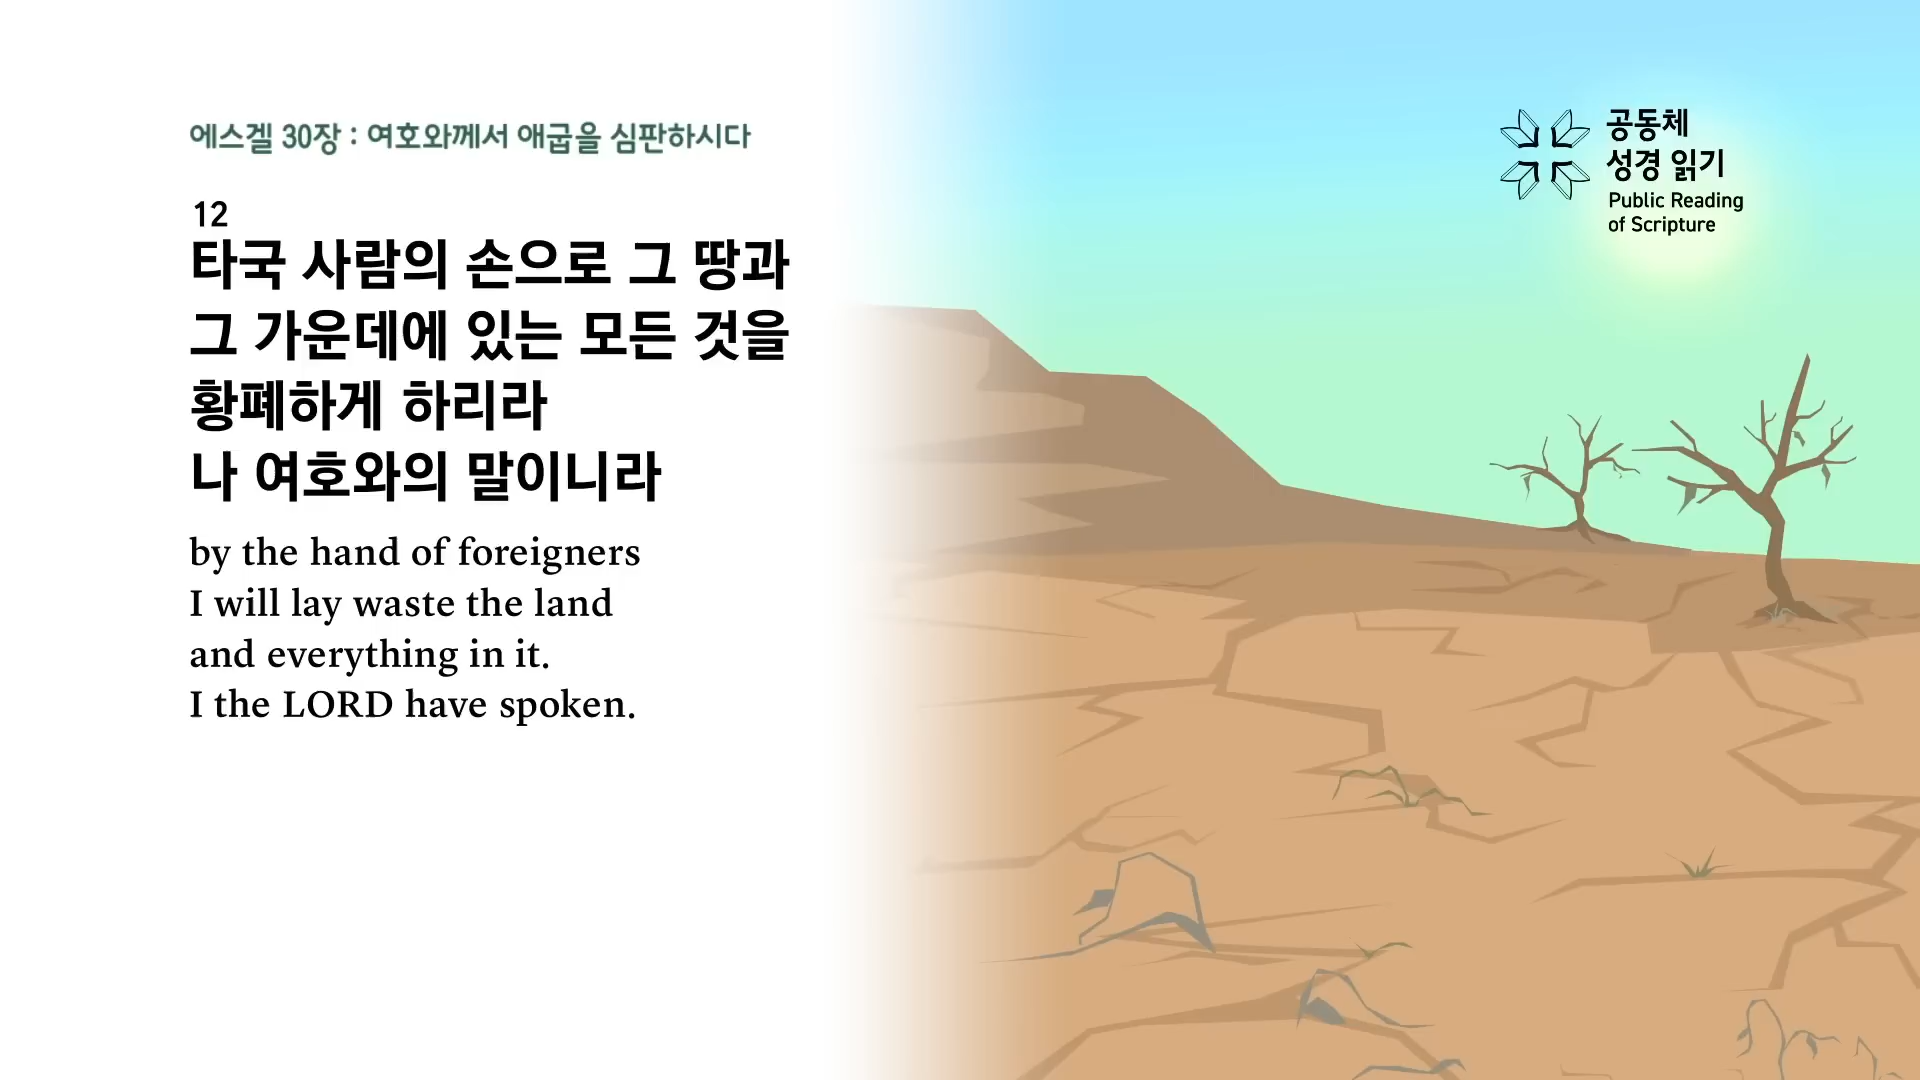 에스겔 30장 : 여호와께서 애굽을 심판하시다
12
타국 사람의 손으로 그 땅과
그 가운데에 있는 모든 것을
황폐하게 하리라
나 여호와의 말이니라
by the hand of foreigners
I will lay waste the land
and everything in it.
I the LORD have spoken.
공동체
성경 읽기
Public Reading
of Scripture